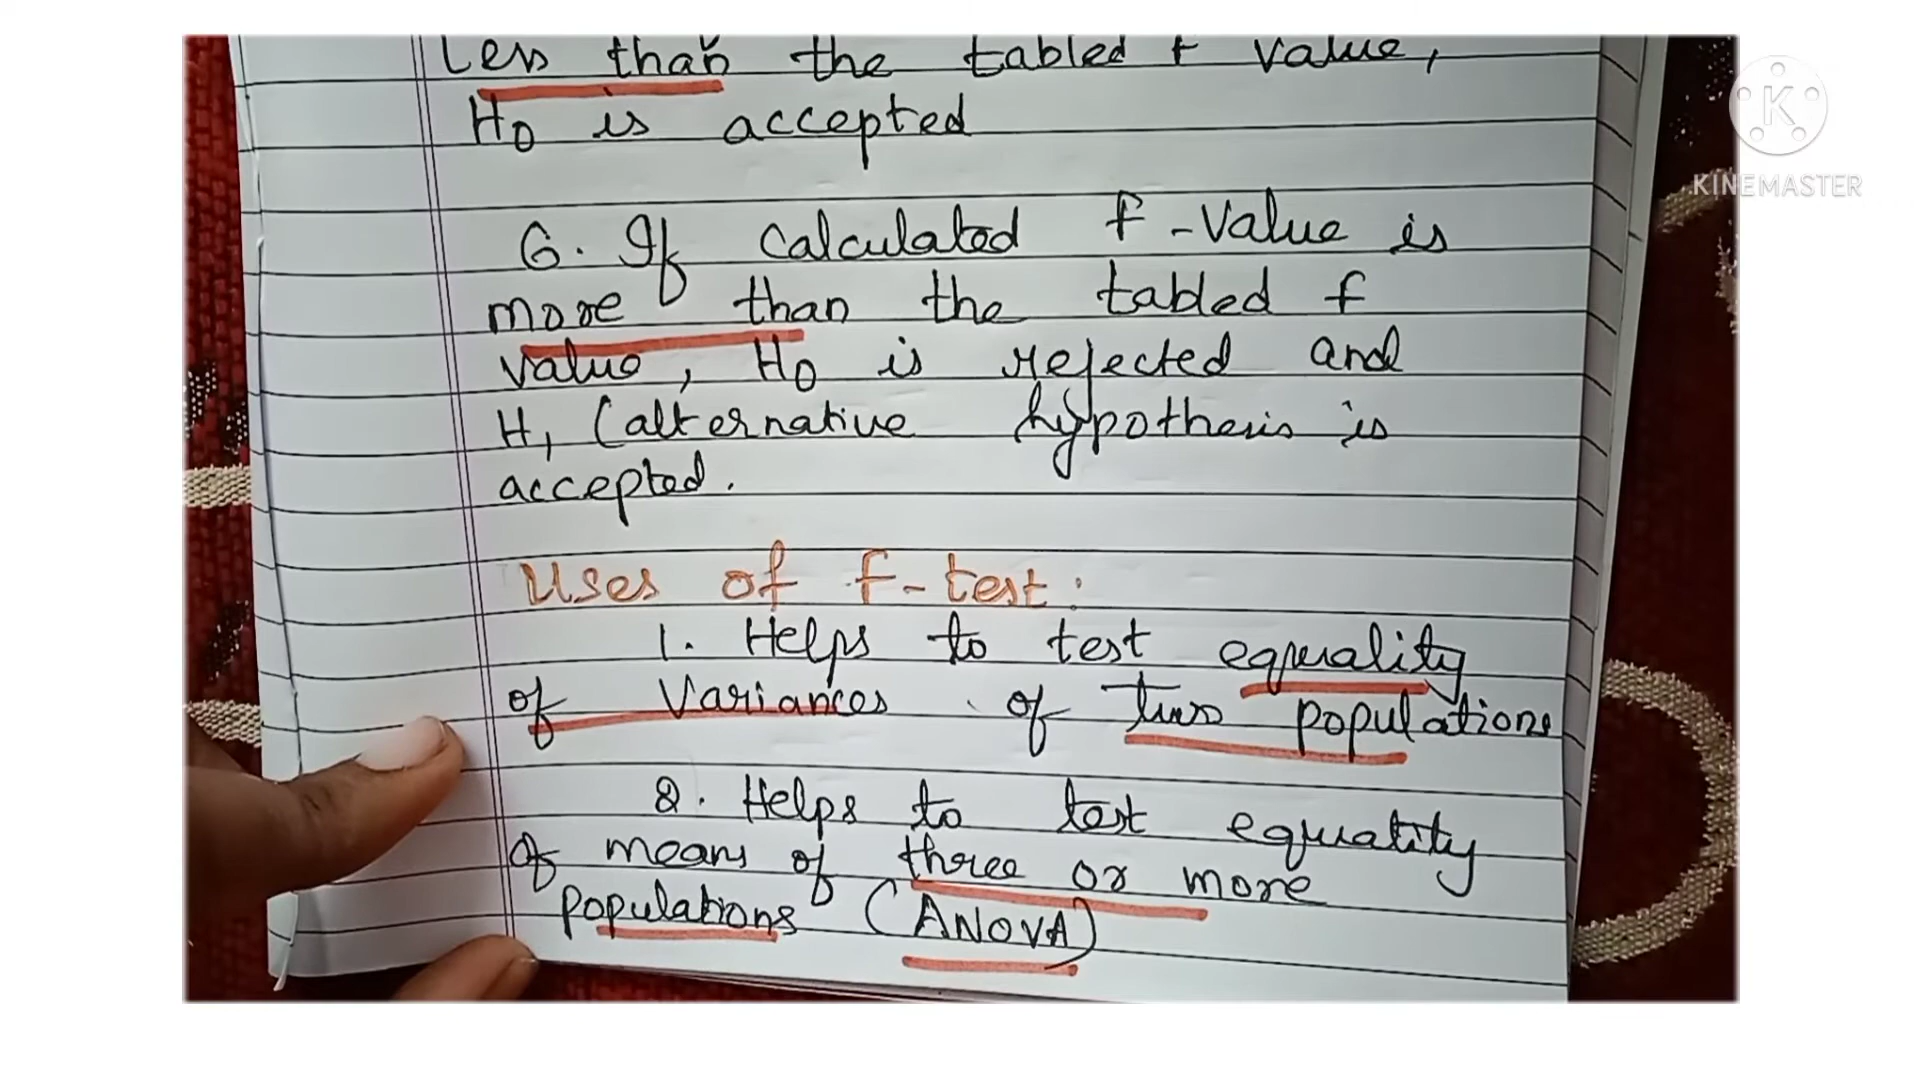 Less than the tabled f value,
H0 is accepted
6. If calculated f-value is
more than the tabled f
value, H0 is rejected and
H1 (alternative hypothesis is
accepted.
Uses of f-test:
1. Helps to test equality
of variances of two populations
2. Helps to test equality
of means of three or more
populations (ANOVA)
K
KINEMASTER